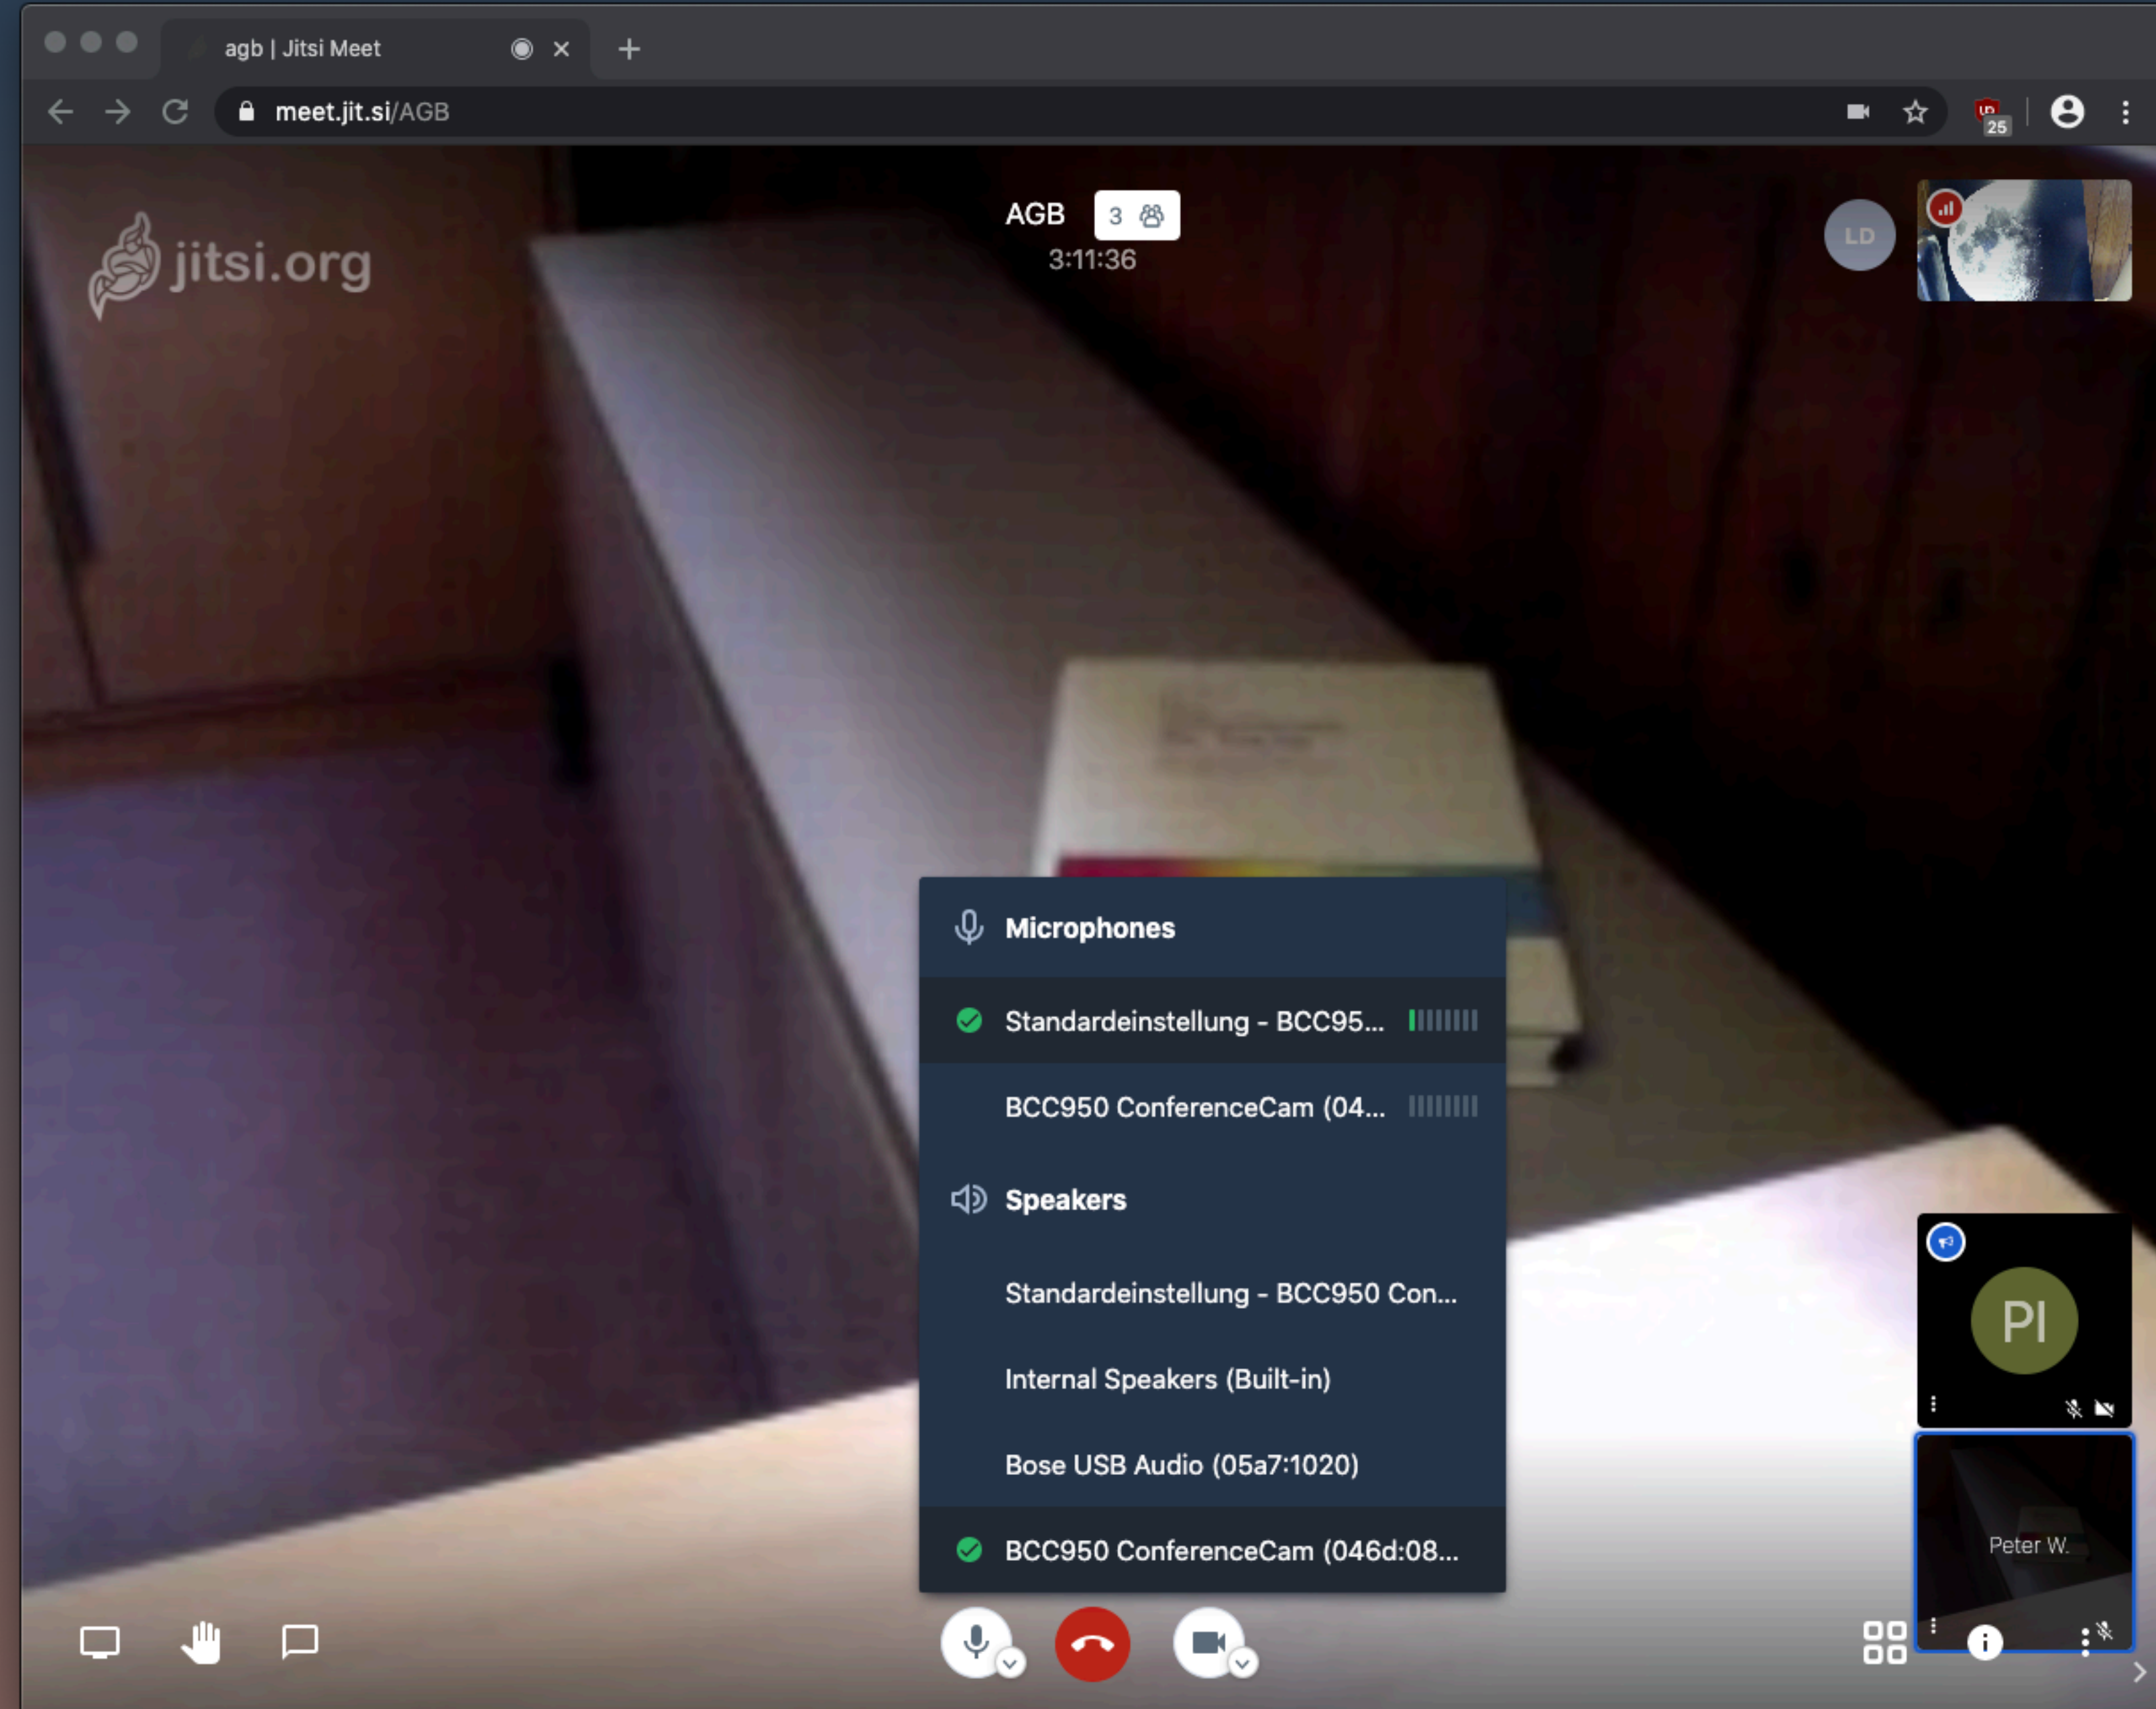 agb | Jitsi Meet
meet.jit.si/AGB
25
jitsi.org
AGB 3
3:11:36
LD
Microphones
Standardeinstellung - BCC95...
BCC950 ConferenceCam (04...
Speakers
Standardeinstellung - BCC950 Con...
Internal Speakers (Built-in)
Bose USB Audio (05a7:1020)
BCC950 ConferenceCam (046d:08...
PI
Peter W.